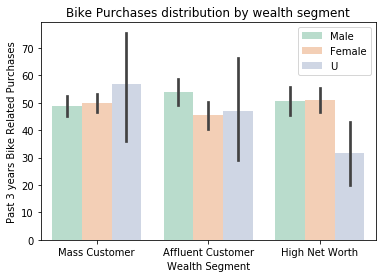 Bike Purchases distribution by wealth segment
Male
Female
U
Past 3 years Bike Related Purchases
70
60
50
40
30
20
10
0
Mass Customer Affluent Customer High Net Worth
Wealth Segment